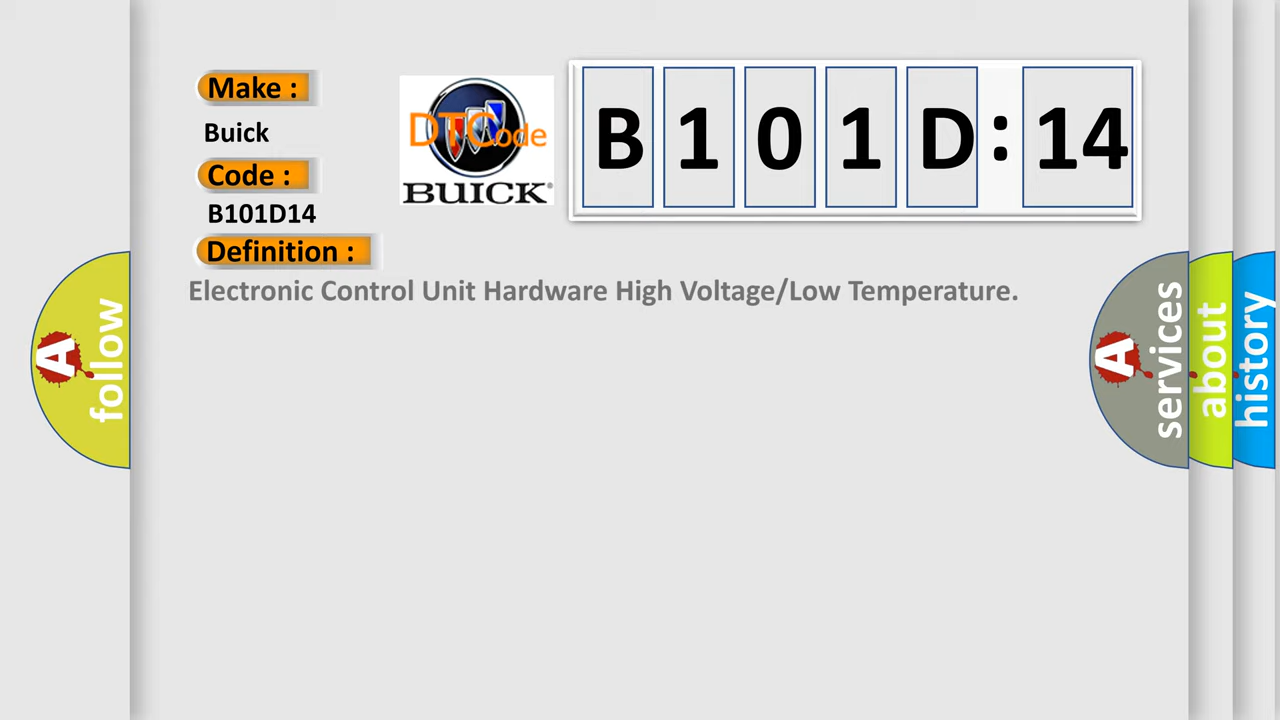 Make :
Buick
Code :
B101D14
Definition :
Electronic Control Unit Hardware High Voltage/Low Temperature.
DTCode
BUICK®
B 1 0 1 D : 14
A follow
A services
about
history